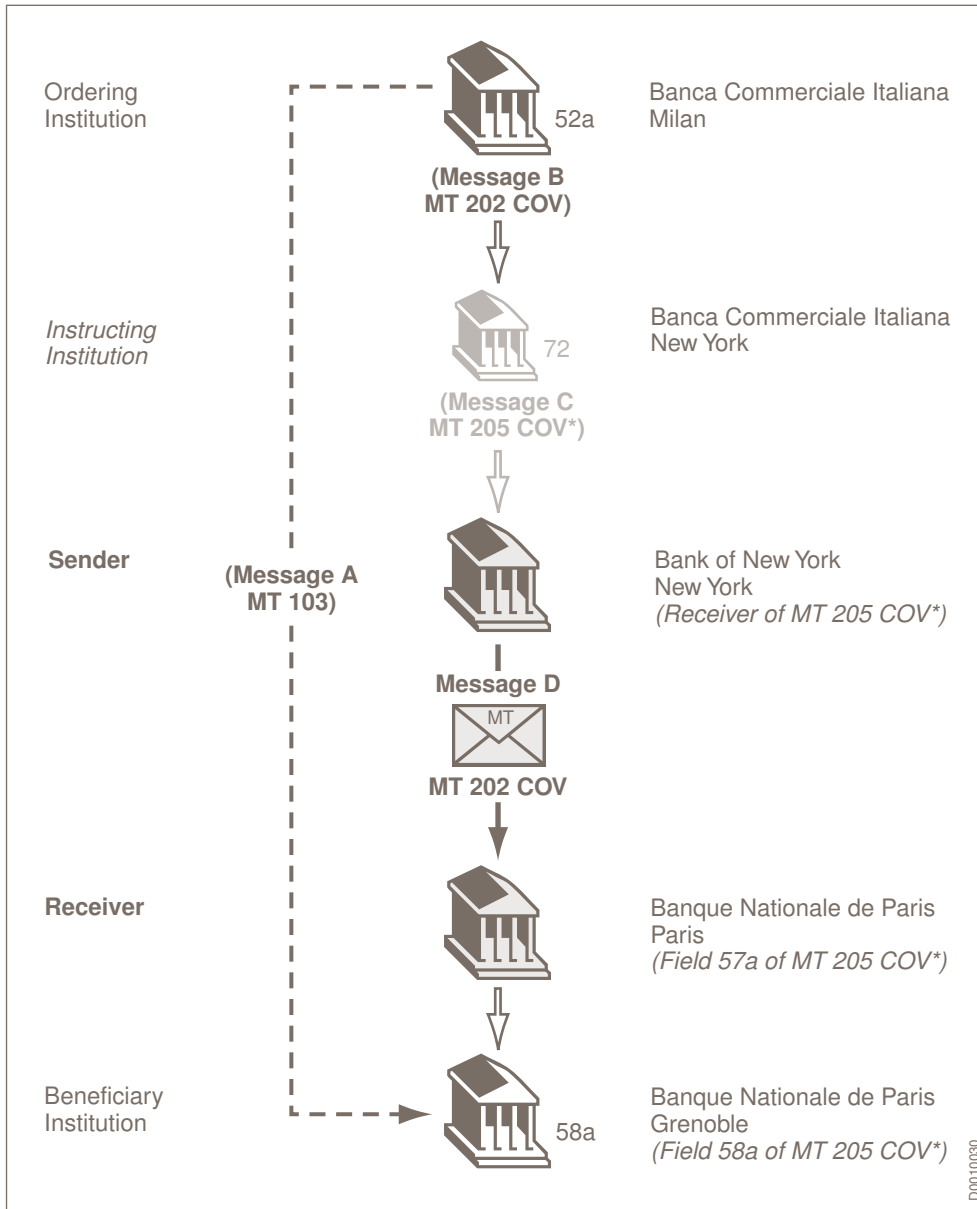 Ordering
Institution
52a
Banca Commerciale Italiana
Milan
(Message B
MT 202 COV)
Instructing
Institution
72
Banca Commerciale Italiana
New York
(Message C
MT 205 COV*)
Sender
(Message A
MT 103)
Bank of New York
New York
(Receiver of MT 205 COV*)
Message D
MT
MT 202 COV
Receiver
Banque Nationale de Paris
Paris
(Field 57a of MT 205 COV*)
Beneficiary
Institution
58a
Banque Nationale de Paris
Grenoble
(Field 58a of MT 205 COV*)
D0010030